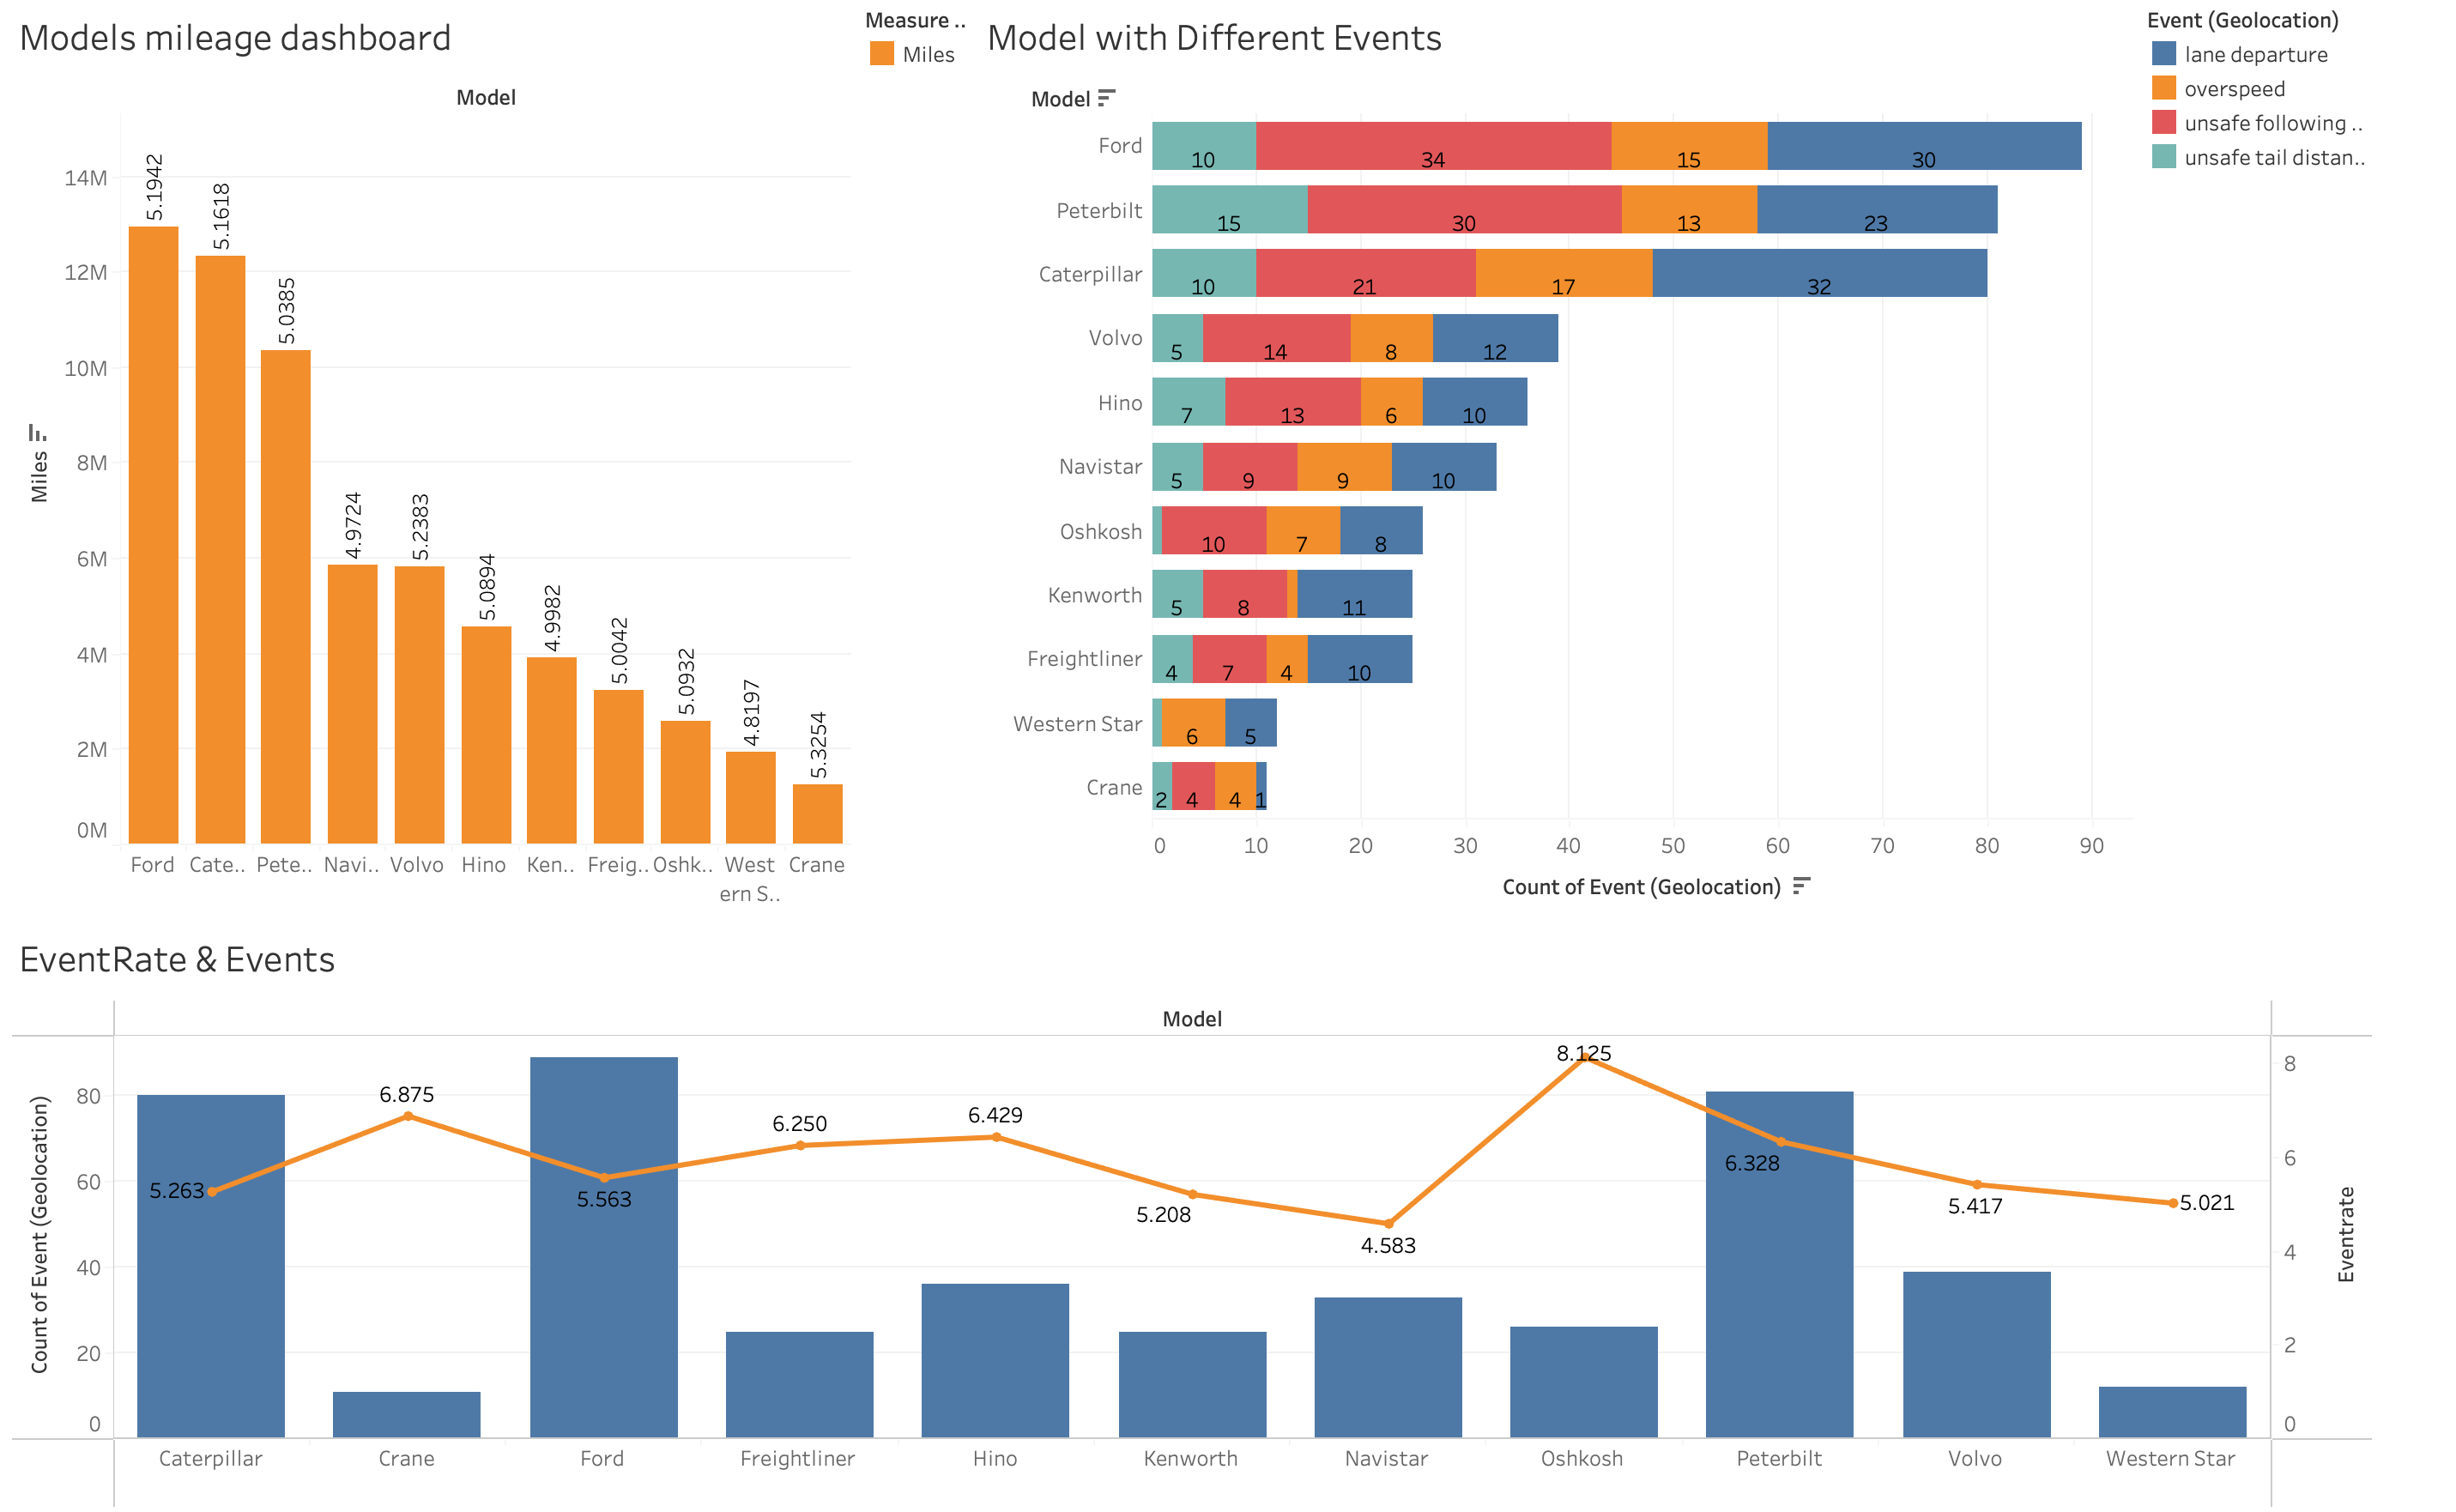 Models mileage dashboard
Measure ..
Miles
Model
Miles
14M
12M
10M
8M
6M
4M
2M
0M
5.1942
5.1618
5.0385
4.9724
5.2383
5.0894
4.9982
5.0042
5.0932
4.8197
5.3254
Ford Cate.. Pete.. Navi.. Volvo Hino Ken.. Freig.. Oshk.. West
ern S..
Crane
Model with Different Events
Event (Geolocation)
lane departure
overspeed
unsafe following ..
unsafe tail distan..
Model
Ford 10 34 15 30
Peterbilt 15 30 13 23
Caterpillar 10 21 17 32
Volvo 5 14 8 12
Hino 7 13 6 10
Navistar 5 9 9 10
Oshkosh 10 7 8
Kenworth 5 8 11
Freightliner 4 7 4 10
Western Star 6 5
Crane 2 4 4 1
0 10 20 30 40 50 60 70 80 90
Count of Event (Geolocation)
EventRate & Events
Model
Count of Event (Geolocation)
80
60
40
20
0
5.263
6.875
5.563
6.250
6.429
5.208
4.583
8.125
6.328
5.417
5.021
8
6
4
2
0
Eventrate
Caterpillar Crane Ford Freightliner Hino Kenworth Navistar Oshkosh Peterbilt Volvo Western Star